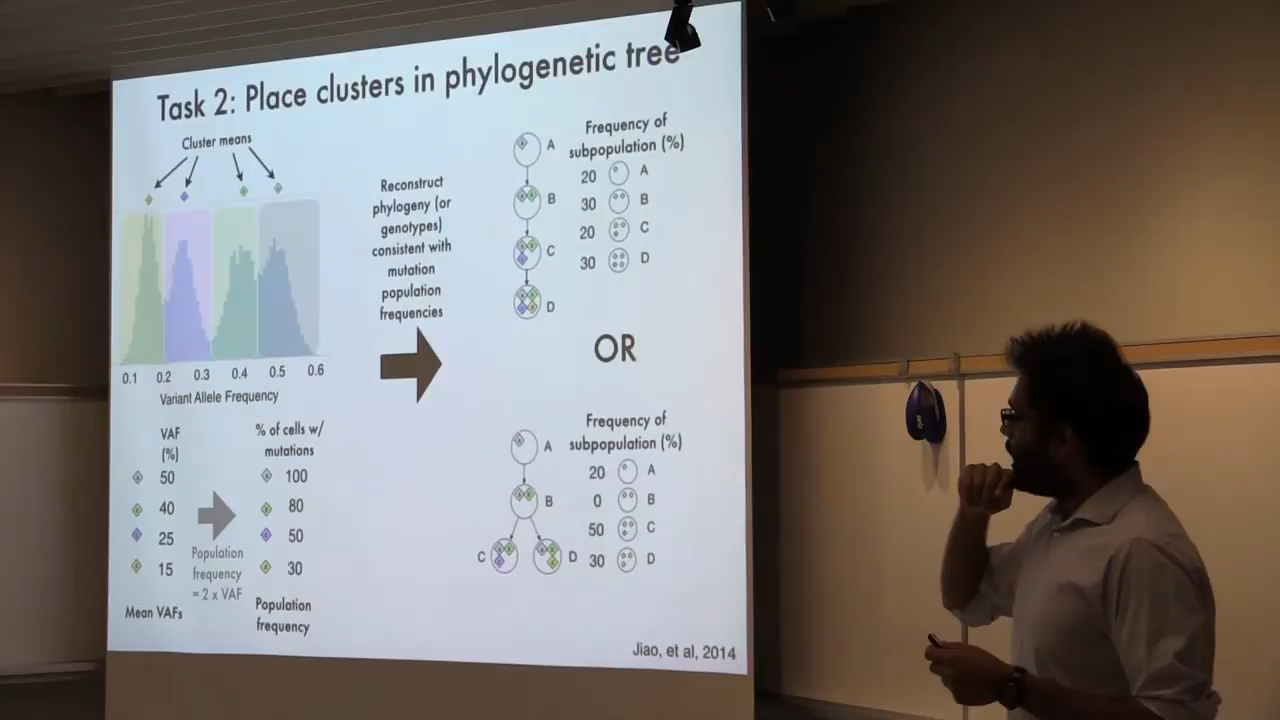 Task 2: Place clusters in phylogenetic tree
Cluster means
0.1 0.2 0.3 0.4 0.5 0.6
Variant Allele Frequency
VAF
(%)
50
40
25
15
Mean VAFs
Population
frequency
= 2 x VAF
% of cells w/
mutations
100
80
50
30
Population
frequency
Reconstruct
phylogeny (or
genotypes)
consistent with
mutation
population
frequencies
A
B
C
D
Frequency of
subpopulation (%)
20 A
30 B
20 C
30 D
OR
A
B
C D
Frequency of
subpopulation (%)
20 A
0 B
50 C
30 D
Jiao, et al, 2014